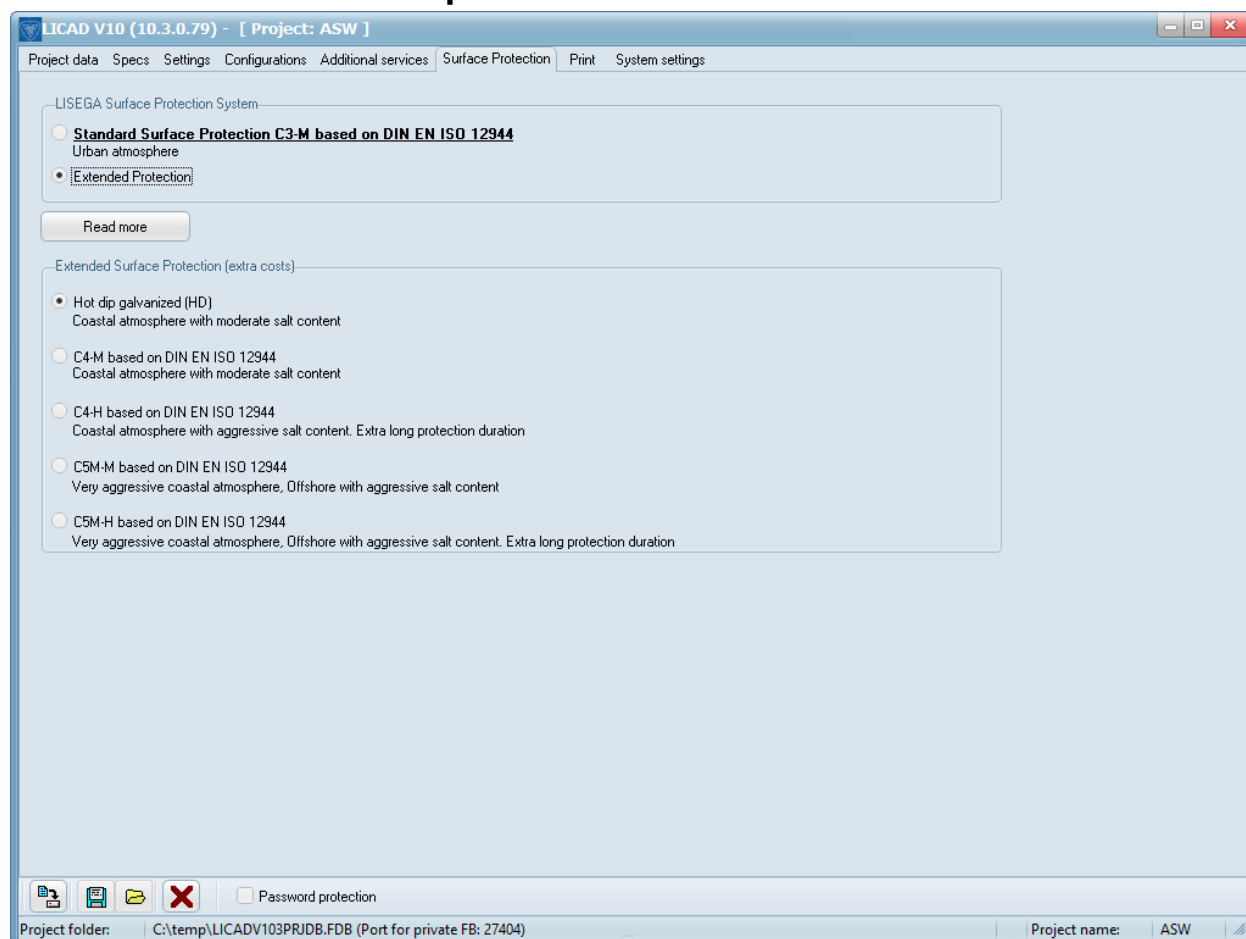 LICAD V10 (10.3.0.79) - [ Project: ASW ]
Project data Specs Settings Configurations Additional services Surface Protection Print System settings
LISEGA Surface Protection System
Standard Surface Protection C3-M based on DIN EN ISO 12944
Urban atmosphere
Extended Protection
Read more
Extended Surface Protection (extra costs)
Hot dip galvanized (HD)
Coastal atmosphere with moderate salt content
C4-M based on DIN EN ISO 12944
Coastal atmosphere with moderate salt content
C4-H based on DIN EN ISO 12944
Coastal atmosphere with aggressive salt content. Extra long protection duration
C5M-M based on DIN EN ISO 12944
Very aggressive coastal atmosphere, Offshore with aggressive salt content
C5M-H based on DIN EN ISO 12944
Very aggressive coastal atmosphere, Offshore with aggressive salt content. Extra long protection duration
Password protection
Project folder: C:\temp\LICADV103PRJDB.FDB (Port for private FB: 27404) Project name: ASW